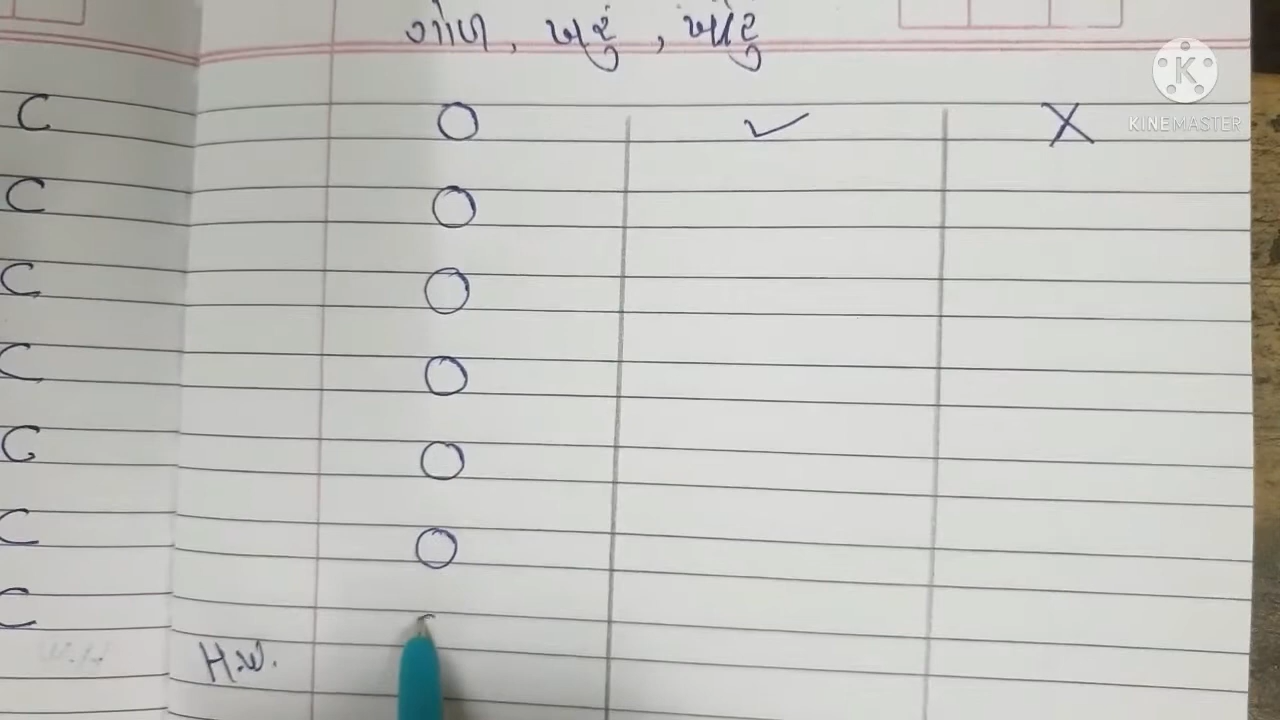 ગોળ, ખરું, ખોટું
C ○ ✓ X
C ○
C ○
C ○
C ○
C ○
C
H.W.
K
KINEMASTER